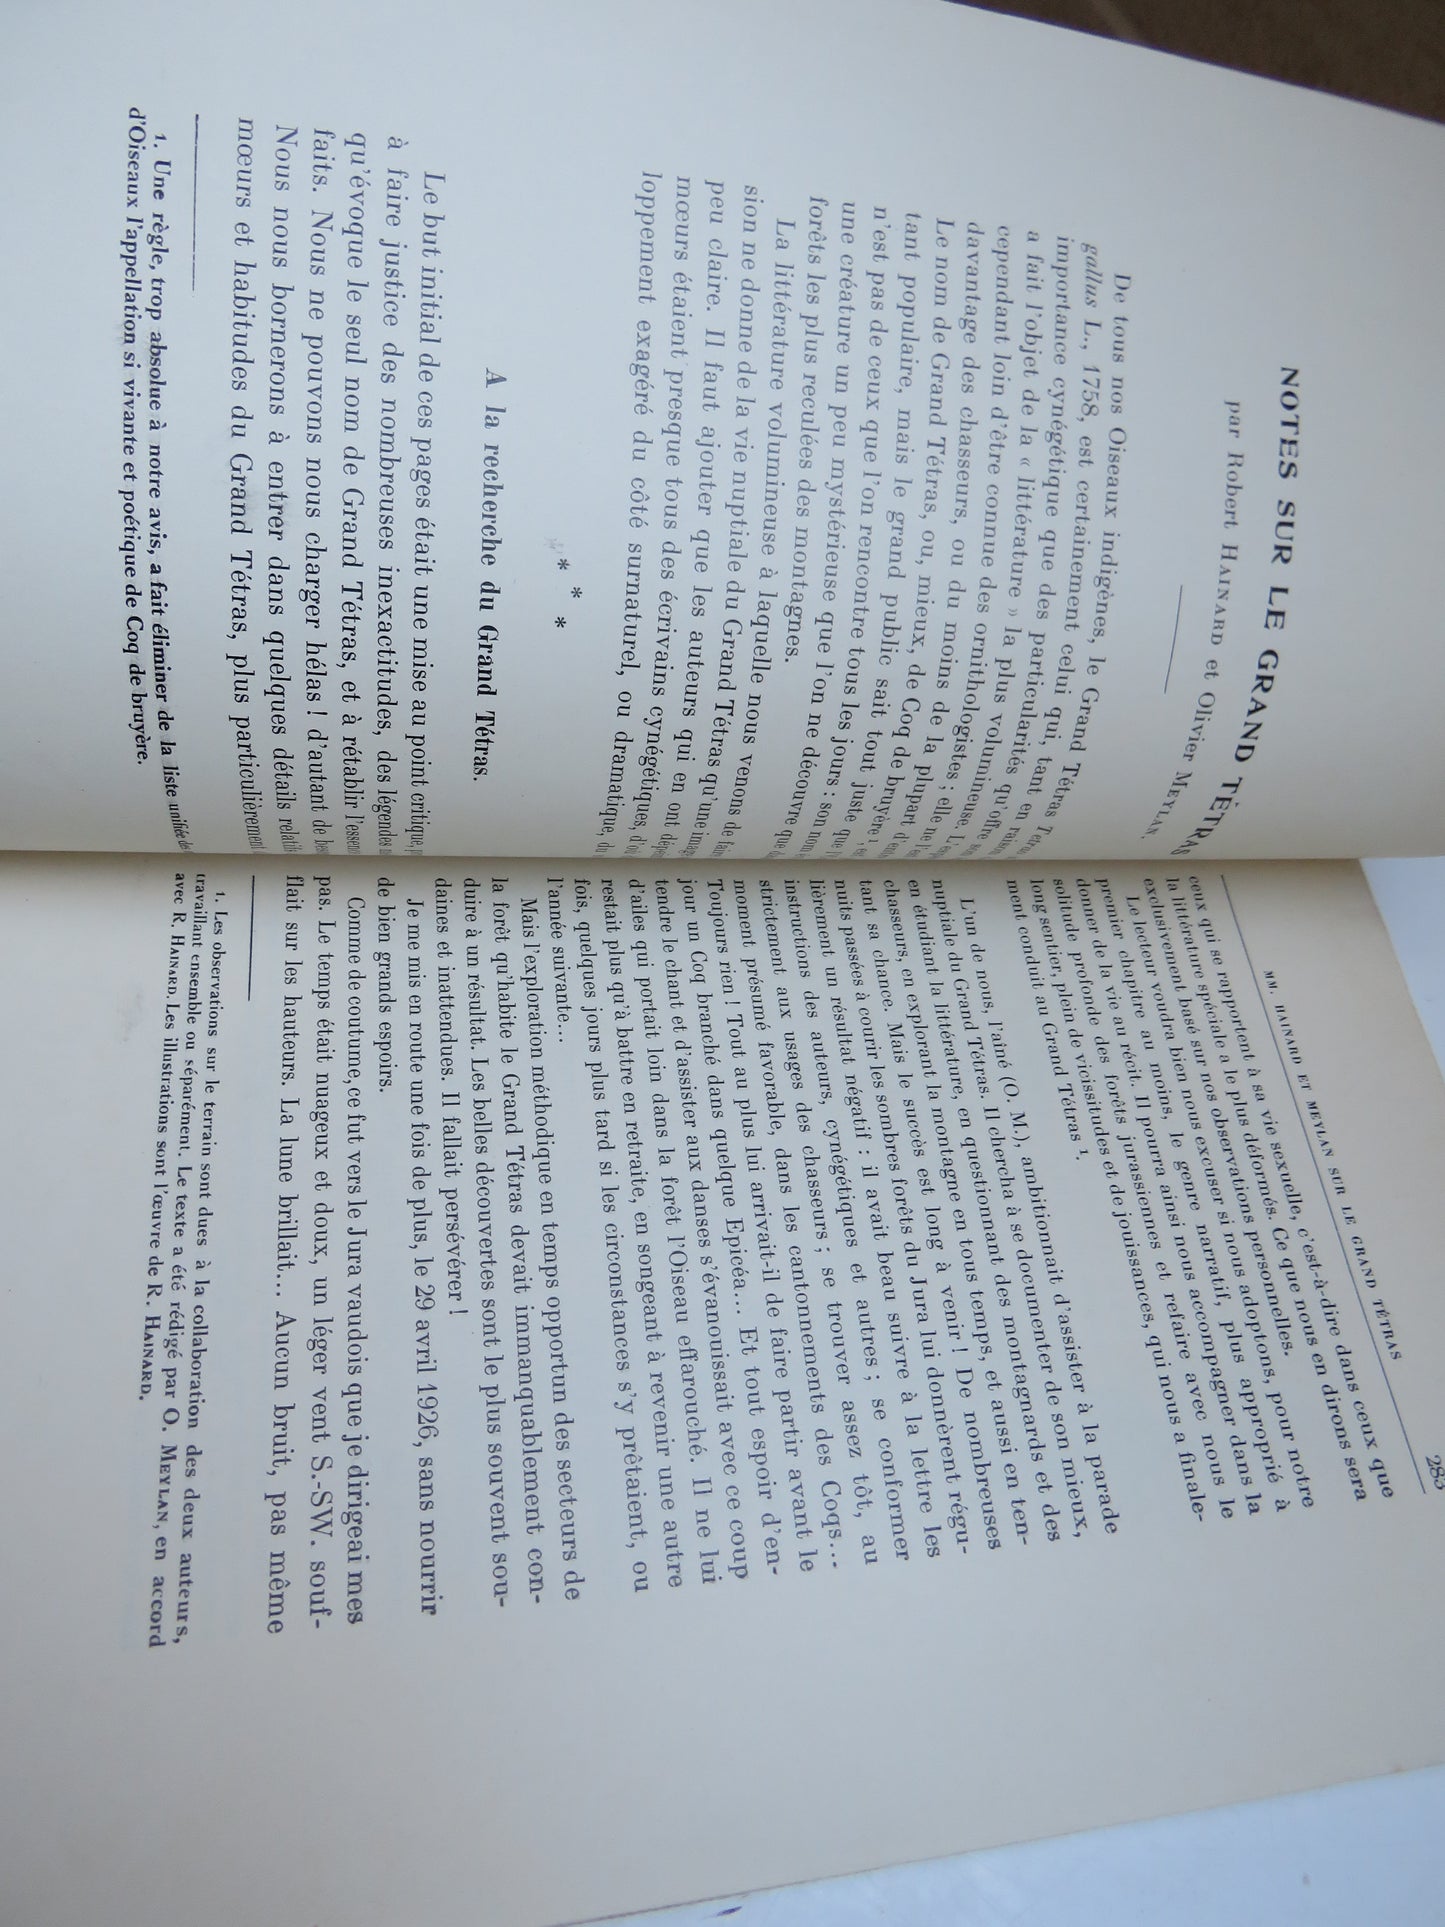 NOTES SUR LE GRAND TÉTRAS
par Robert HAINARD et Olivier MEYLAN.
De tous nos Oiseaux indigènes, le Grand Tétras
gallus L., 1758, est certainement celui qui, tant en
importance cynégétique que des particularités qu'offre
a fait l'objet de la « littérature » la plus volumineuse.
cependant loin d'être connue des ornithologistes ; elle ne
davantage des chasseurs, ou du moins de la plupart
Le nom de Grand Tétras, ou, mieux, de Coq de bruyère 1,
tant populaire, mais le grand public sait tout juste que
n'est pas de ceux que l'on rencontre tous les jours : son nom
une créature un peu mystérieuse que l'on ne découvre que
forêts les plus reculées des montagnes.
La littérature volumineuse à laquelle nous venons de
sion ne donne de la vie nuptiale du Grand Tétras qu'une
peu claire. Il faut ajouter que les auteurs qui en ont
mœurs étaient presque tous des écrivains cynégétiques,
loppement exagéré du côté surnaturel, ou dramatique,
* * *
A la recherche du Grand Tétras.
Le but initial de ces pages était une mise au point critique,
à faire justice des nombreuses inexactitudes, des légendes
qu'évoque le seul nom de Grand Tétras, et à rétablir
faits. Nous ne pouvons nous charger hélas ! d'autant de
Nous nous bornerons à entrer dans quelques détails
mœurs et habitudes du Grand Tétras, plus particulièrement
1. Une règle, trop absolue à notre avis, a fait éliminer de la liste unifiée
d'Oiseaux l'appellation si vivante et poétique de Coq de bruyère.
MM. HAINARD ET MEYLAN SUR LE GRAND TÉTRAS 283
ceux qui se rapportent à sa vie sexuelle, c'est-à-dire dans ceux que
la littérature spéciale a le plus déformés. Ce que nous en dirons sera
exclusivement basé sur nos observations personnelles.
Le lecteur voudra bien nous excuser si nous adoptons, pour notre
premier chapitre au moins, le genre narratif, plus approprié à
donner de la vie au récit. Il pourra ainsi nous accompagner dans la
solitude profonde des forêts jurassiennes et refaire avec nous le
long sentier, plein de vicissitudes et de jouissances, qui nous a finale-
ment conduit au Grand Tétras 1.
L'un de nous, l'aîné (O. M.), ambitionnait d'assister à la parade
nuptiale du Grand Tétras. Il chercha à se documenter de son mieux,
en étudiant la littérature, en questionnant des montagnards et des
chasseurs, en explorant la montagne en tous temps, et aussi en ten-
tant sa chance. Mais le succès est long à venir ! De nombreuses
nuits passées à courir les sombres forêts du Jura lui donnèrent régu-
lièrement un résultat négatif : il avait beau suivre à la lettre les
instructions des auteurs, cynégétiques et autres ; se conformer
strictement aux usages des chasseurs ; se trouver assez tôt, au
moment présumé favorable, dans les cantonnements des Coqs...
Toujours rien ! Tout au plus lui arrivait-il de faire partir avant le
jour un Coq branché dans quelque Epicéa... Et tout espoir d'en-
tendre le chant et d'assister aux danses s'évanouissait avec ce coup
d'ailes qui portait loin dans la forêt l'Oiseau effarouché. Il ne lui
restait plus qu'à battre en retraite, en songeant à revenir une autre
fois, quelques jours plus tard si les circonstances s'y prêtaient, ou
l'année suivante...
Mais l'exploration méthodique en temps opportun des secteurs de
la forêt qu'habite le Grand Tétras devait immanquablement con-
duire à un résultat. Les belles découvertes sont le plus souvent sou-
daines et inattendues. Il fallait persévérer !
Je me mis en route une fois de plus, le 29 avril 1926, sans nourrir
de bien grands espoirs.
Comme de coutume, ce fut vers le Jura vaudois que je dirigeai mes
pas. Le temps était nuageux et doux, un léger vent S.-SW. souf-
flait sur les hauteurs. La lune brillait... Aucun bruit, pas même
1. Les observations sur le terrain sont dues à la collaboration des deux auteurs,
travaillant ensemble ou séparément. Le texte a été rédigé par O. MEYLAN, en accord
avec R. HAINARD. Les illustrations sont l'œuvre de R. HAINARD.